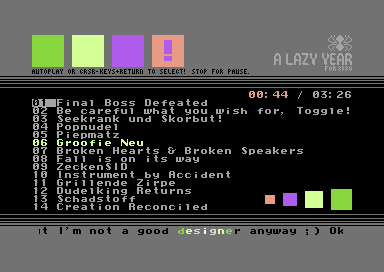 A LAZY YEAR
FOR SSDO
AUTOPLAY OR CRSR-KEYS+RETURN TO SELECT! STOP FOR PAUSE.
00:44 / 03:26
01 Final Boss Defeated
02 Be careful what you wish for, Toggle!
03 Seekrank und Skorbut!
04 Popnudel
05 Piepmatz
06 Groofie Neu
07 Broken Hearts & Broken Speakers
08 Fall is on its way
09 ZeckenSID
10 Instrument by Accident
11 Grillende Zirpe
12 Dudelking Returns
13 Schadstoff
14 Creation Reconciled
t I'm not a good designer anyway ;) Ok